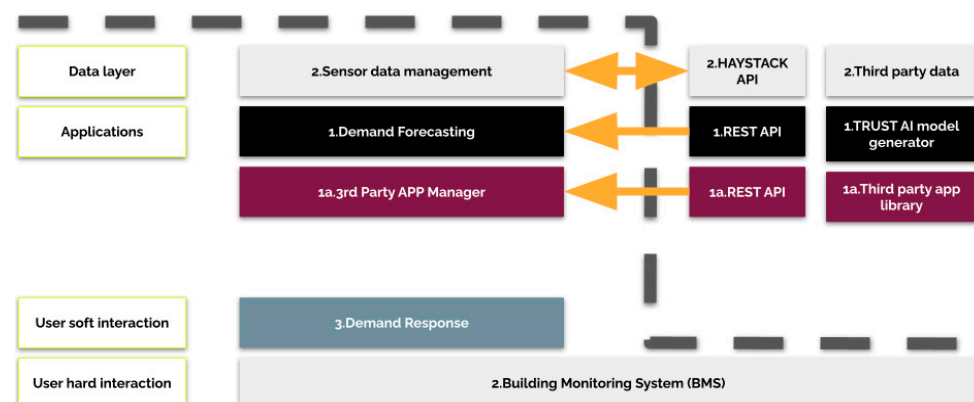 Data layer
2.Sensor data management
2.HAYSTACK
API
2.Third party data
Applications
1.Demand Forecasting
1.REST API
1.TRUST AI model
generator
1a.3rd Party APP Manager
1a.REST API
1a.Third party app
library
User soft interaction
3.Demand Response
User hard interaction
2.Building Monitoring System (BMS)